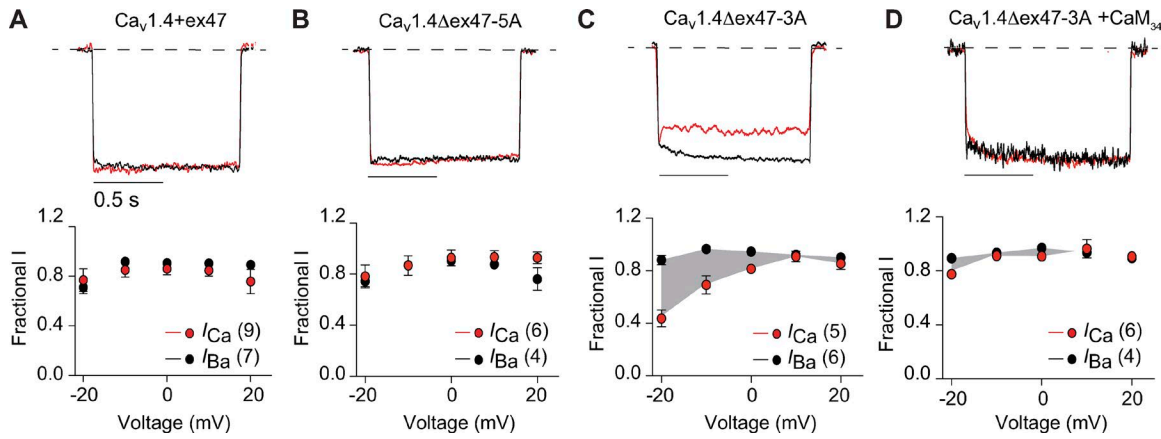 A
Cav1.4+ex47
0.5 s
1.2
0.8
0.4
0.0
Fractional I
ICa (9)
IBa (7)
-20 0 20
Voltage (mV)
B
Cav1.4Δex47-5A
1.2
0.8
0.4
0.0
Fractional I
ICa (6)
IBa (4)
-20 0 20
Voltage (mV)
C
Cav1.4Δex47-3A
1.2
0.8
0.4
0.0
Fractional I
ICa (5)
IBa (6)
-20 0 20
Voltage (mV)
D
Cav1.4Δex47-3A +CaM34
1.2
0.8
0.4
0.0
Fractional I
ICa (6)
IBa (4)
-20 0 20
Voltage (mV)